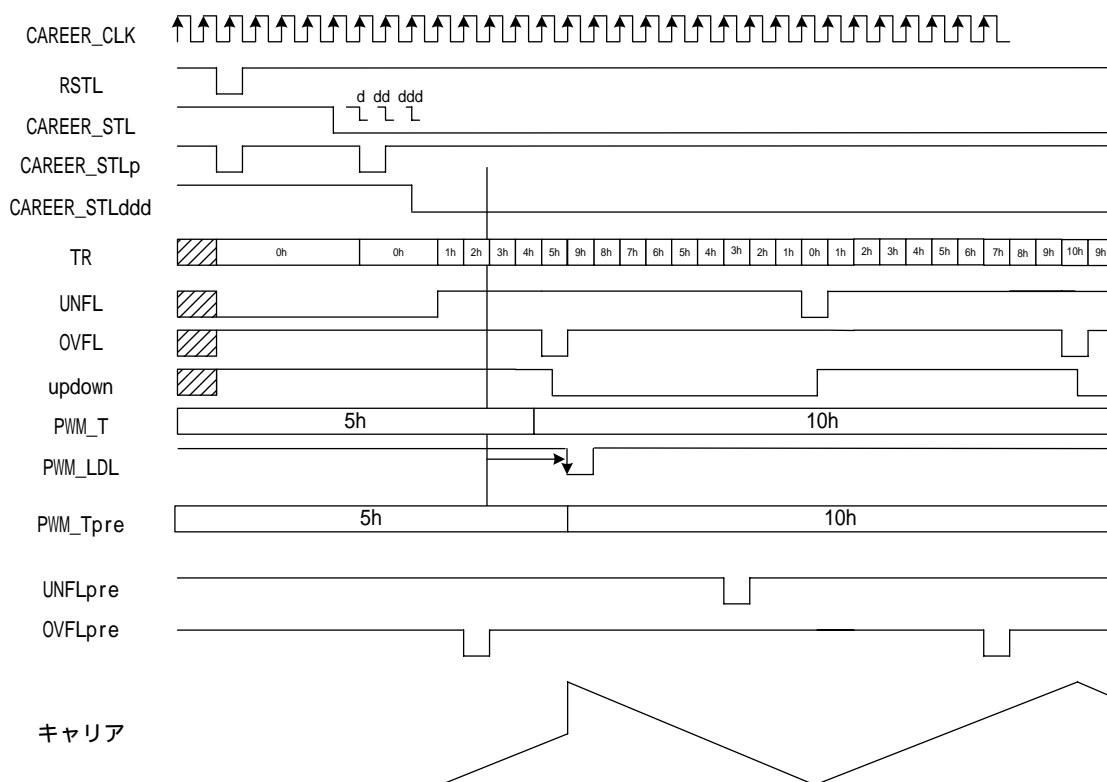 CAREER_CLK
RSTL
d dd ddd
CAREER_STL
CAREER_STLp
CAREER_STLddd
TR 0h 0h 1h 2h 3h 4h 5h 9h 8h 7h 6h 5h 4h 3h 2h 1h 0h 1h 2h 3h 4h 5h 6h 7h 8h 9h 10h 9h
UNFL
OVFL
updown
PWM_T 5h 10h
PWM_LDL
PWM_Tpre 5h 10h
UNFLpre
OVFLpre
キャリア